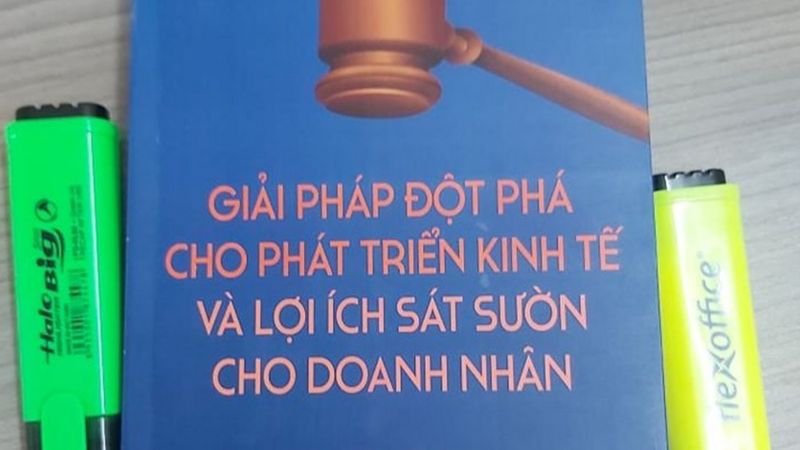 GIẢI PHÁP ĐỘT PHÁ
CHO PHÁT TRIỂN KINH TẾ
VÀ LỢI ÍCH SÁT SƯỜN
CHO DOANH NHÂN
Halo Big
flexoffice